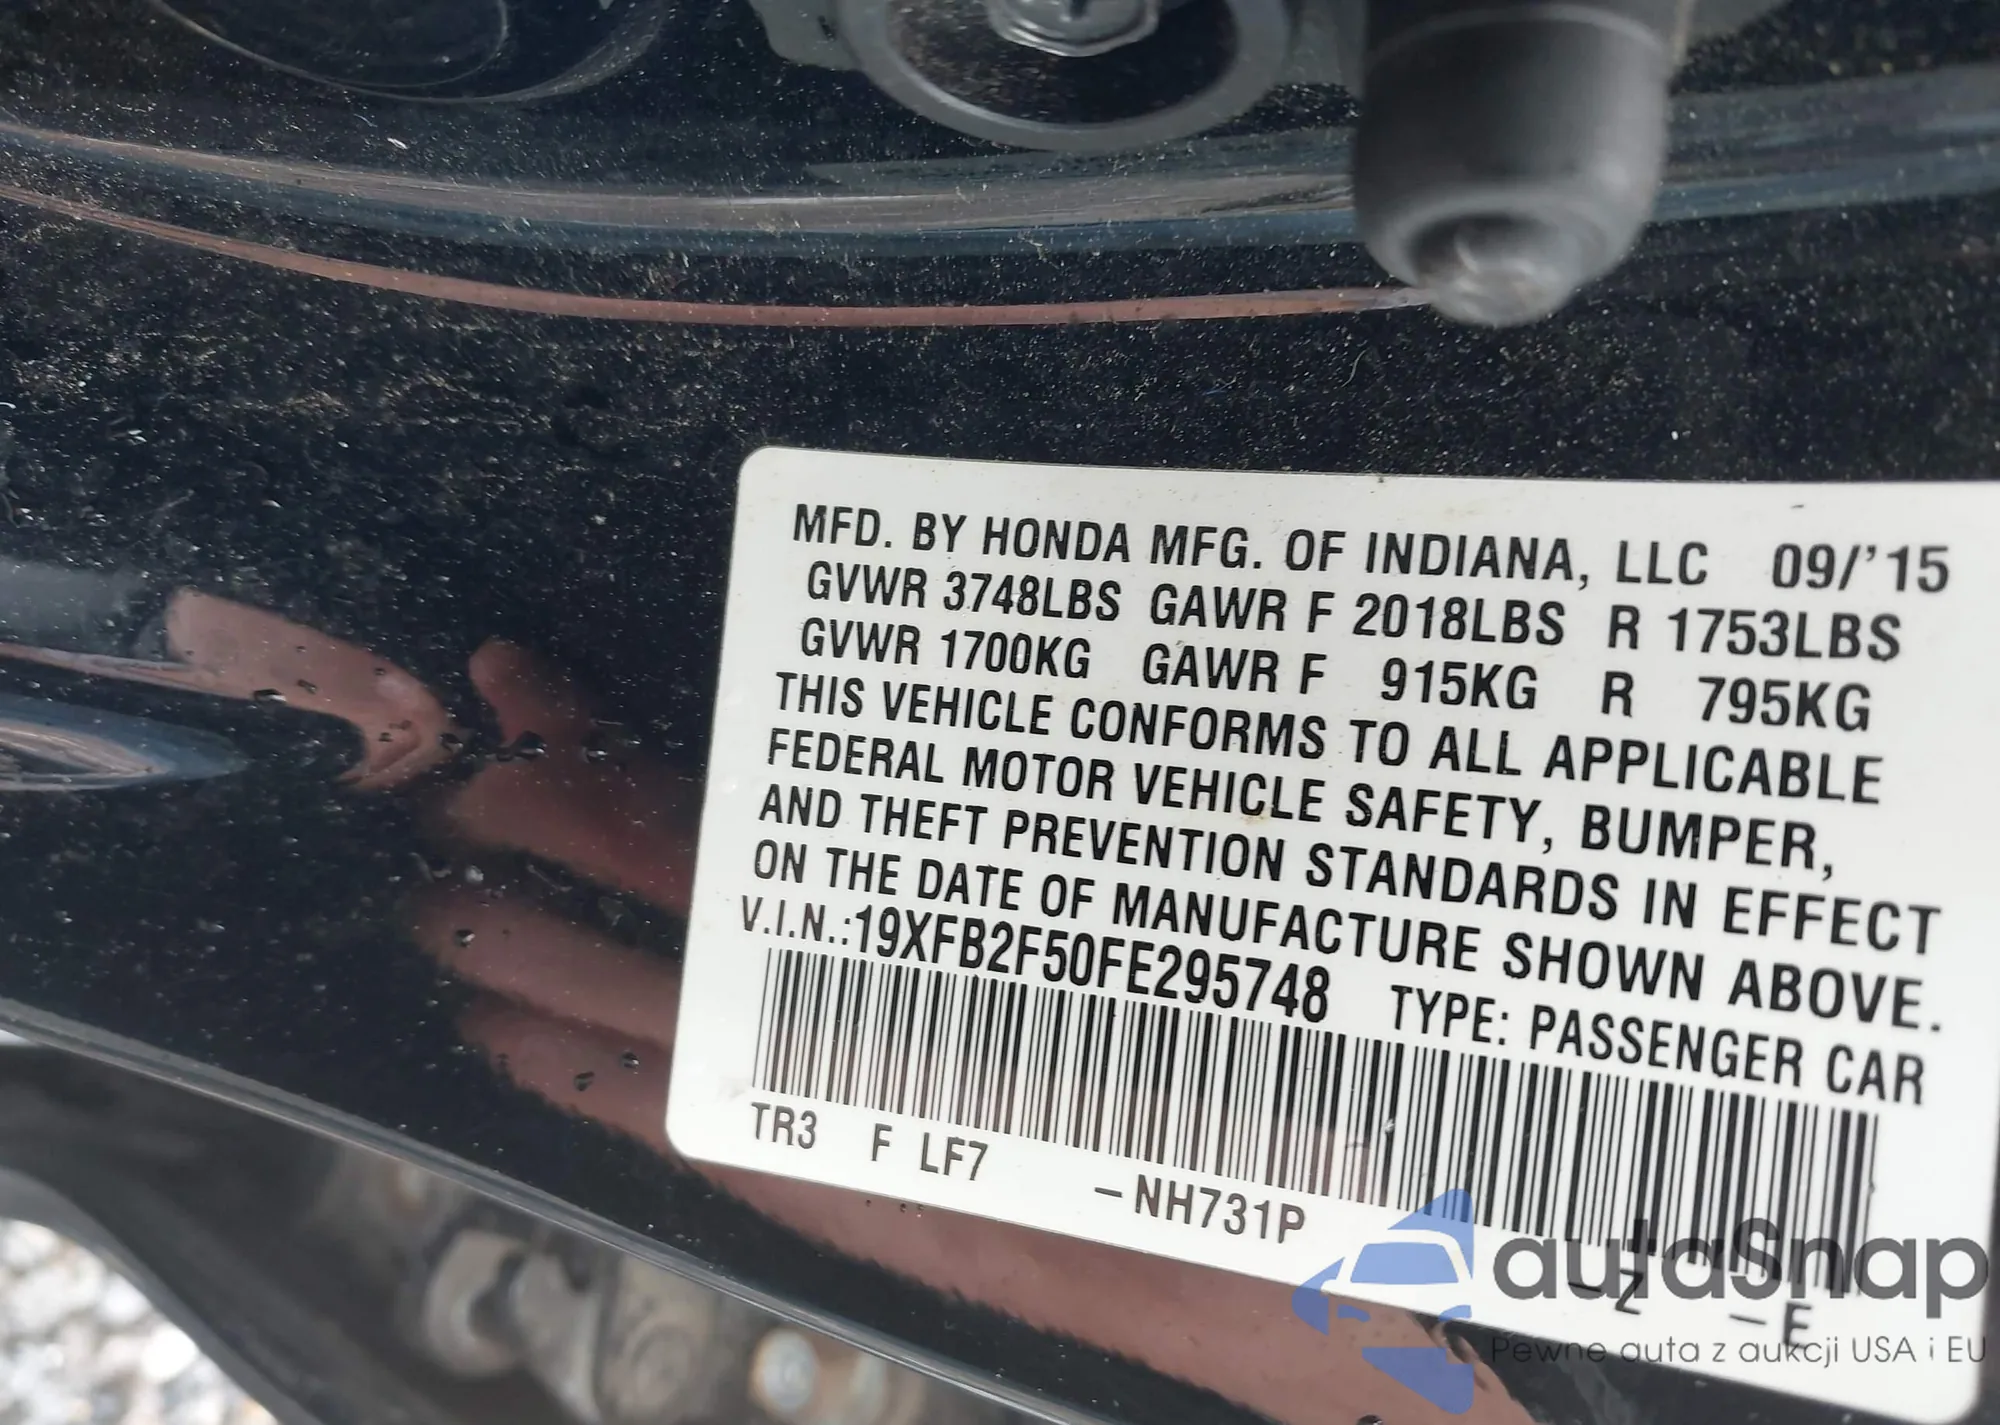 MFD. BY HONDA MFG. OF INDIANA, LLC 09/'15
GVWR 3748LBS GAWR F 2018LBS R 1753LBS
GVWR 1700KG GAWR F 915KG R 795KG
THIS VEHICLE CONFORMS TO ALL APPLICABLE
FEDERAL MOTOR VEHICLE SAFETY, BUMPER,
AND THEFT PREVENTION STANDARDS IN EFFECT
ON THE DATE OF MANUFACTURE SHOWN ABOVE.
V.I.N.:19XFB2F50FE295748 TYPE: PASSENGER CAR
TR3 F LF7 -NH731P -Z -E
autaSnap
Pewne auta z aukcji USA i EU